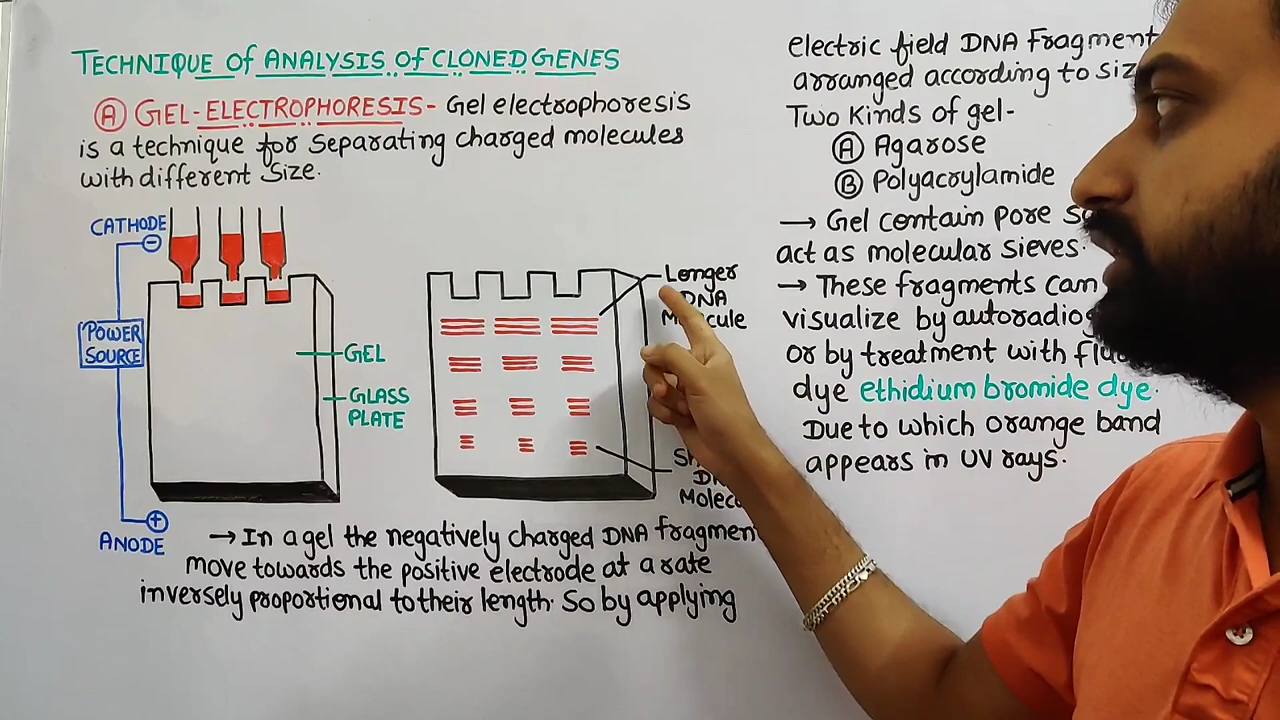 TECHNIQUE of ANALYSIS of CLONED GENES
(A) GEL-ELECTROPHORESIS- Gel electrophoresis
is a technique for separating charged molecules
with different size.
CATHODE
-
POWER
SOURCE
GEL
GLASS
PLATE
+
ANODE
Longer
DNA
Molecule
→ In a gel the negatively charged DNA fragment
move towards the positive electrode at a rate
inversely proportional to their length. So by applying
electric field DNA Fragment
arranged according to
Two Kinds of gel-
(A) Agarose
(B) Polyacrylamide
→ Gel contain pore
act as molecular sieves.
→ These fragments can
visualize by
or by treatment with
dye ethidium bromide dye.
Due to which orange band
appears in UV rays.